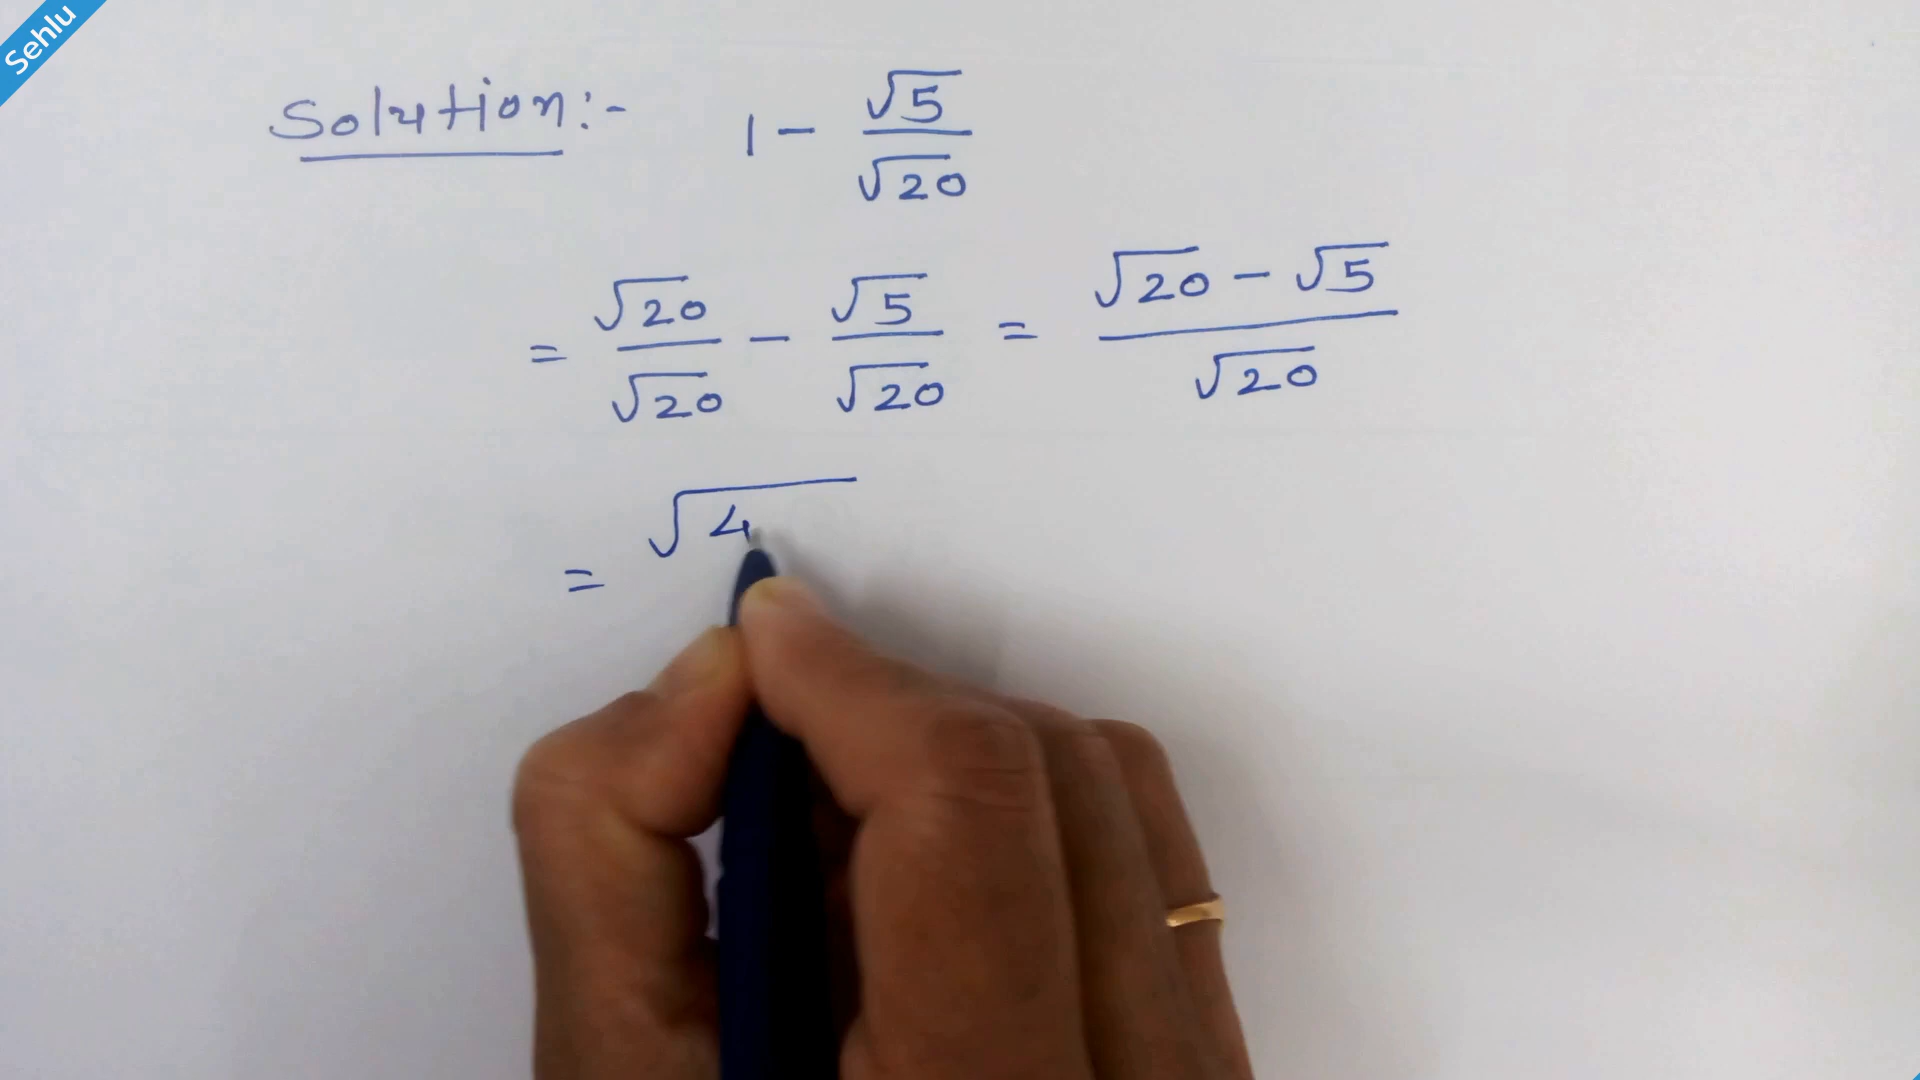 Sehlu
Solution:- 1 - √5/√20
= √20/√20 - √5/√20 = (√20 - √5)/√20
= √4